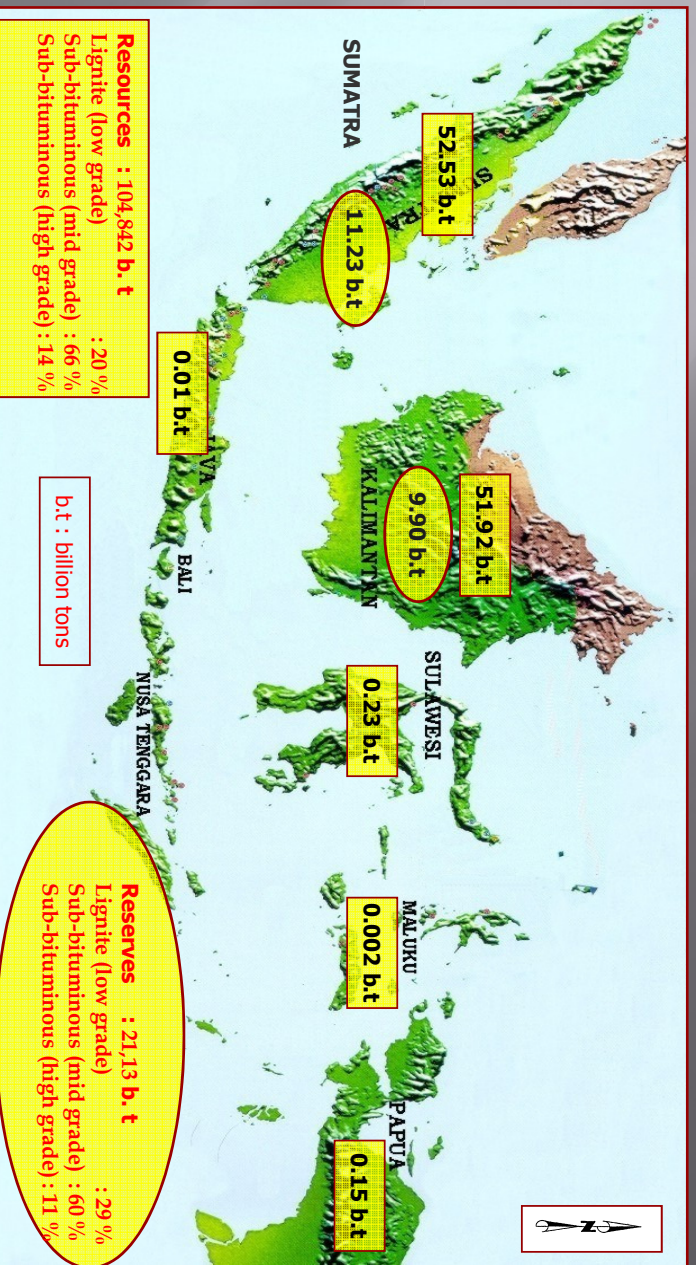 SUMATRA
52.53 b.t
SU RA
11.23 b.t
51.92 b.t
9.90 b.t
KALIMANTAN
SULAWESI
0.23 b.t
MALUKU
0.002 b.t
PAPUA
0.15 b.t
0.01 b.t
JAVA
BALI
NUSA TENGGARA
N
Resources : 104,842 b. t
Lignite (low grade) : 20 %
Sub-bituminous (mid grade) : 66 %
Sub-bituminous (high grade) : 14 %
b.t : billion tons
Reserves : 21,13 b. t
Lignite (low grade) : 29 %
Sub-bituminous (mid grade) : 60 %
Sub-bituminous (high grade) : 11 %